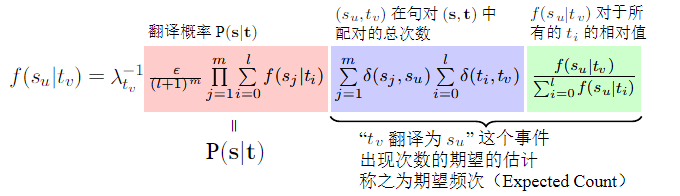 翻译概率 P(s|t)
(s_u, t_v) 在句对 (s, t) 中
配对的总次数
f(s_u|t_v) 对于所
有的 t_i 的相对值
f(s_u|t_v) = λ_{t_v}^{-1} \frac{ϵ}{(l+1)^m} ∏_{j=1}^{m} ∑_{i=0}^{l} f(s_j|t_i) ∑_{j=1}^{m} δ(s_j, s_u) ∑_{i=0}^{l} δ(t_i, t_v) \frac{f(s_u|t_v)}{∑_{i=0}^{l} f(s_u|t_i)}
=
P(s|t)
“t_v 翻译为 s_u” 这个事件
出现次数的期望的估计
称之为期望频次（Expected Count）